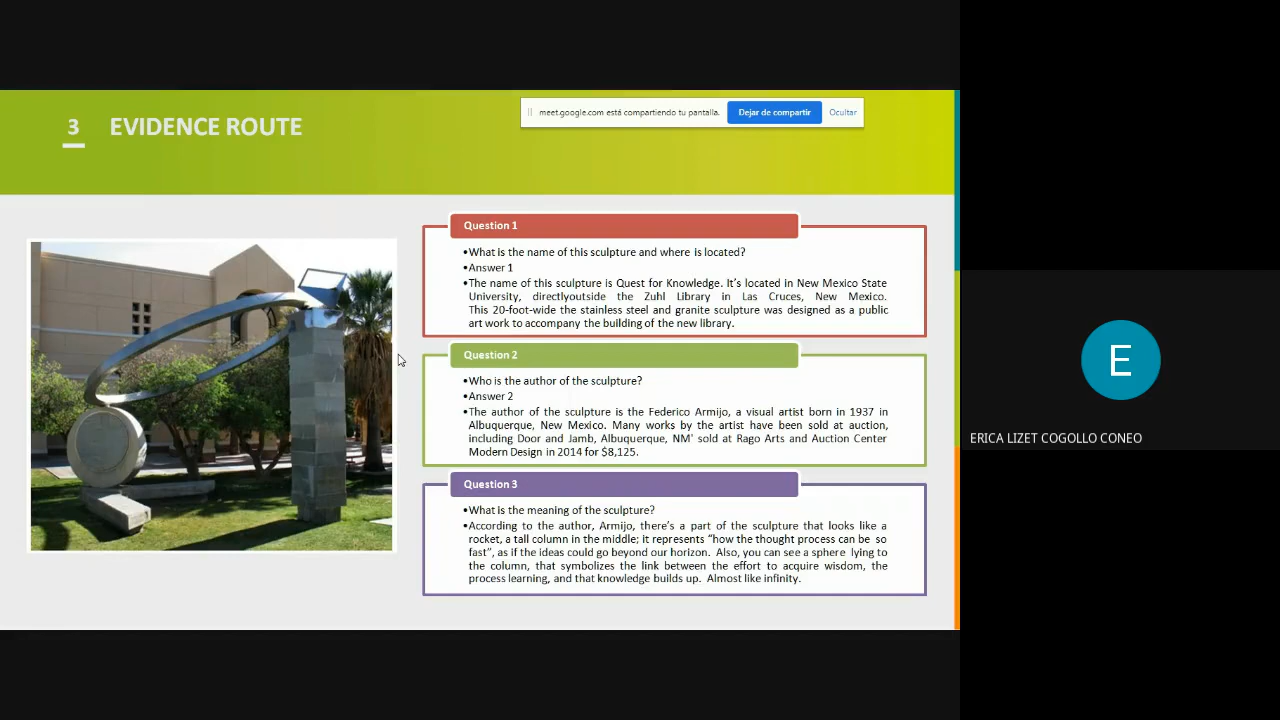 3 EVIDENCE ROUTE
meet.google.com está compartiendo tu pantalla. Dejar de compartir Ocultar
Question 1
•What is the name of this sculpture and where is located?
•Answer 1
•The name of this sculpture is Quest for Knowledge. It's located in New Mexico State
University, directlyoutside the Zuhl Library in Las Cruces, New Mexico.
This 20-foot-wide the stainless steel and granite sculpture was designed as a public
art work to accompany the building of the new library.
Question 2
•Who is the author of the sculpture?
•Answer 2
•The author of the sculpture is the Federico Armijo, a visual artist born in 1937 in
Albuquerque, New Mexico. Many works by the artist have been sold at auction,
including Door and Jamb, Albuquerque, NM' sold at Rago Arts and Auction Center
Modern Design in 2014 for $8,125.
Question 3
•What is the meaning of the sculpture?
•According to the author, Armijo, there's a part of the sculpture that looks like a
rocket, a tall column in the middle; it represents “how the thought process can be so
fast”, as if the ideas could go beyond our horizon. Also, you can see a sphere lying to
the column, that symbolizes the link between the effort to acquire wisdom, the
process learning, and that knowledge builds up. Almost like infinity.
E
ERICA LIZET COGOLLO CONEO